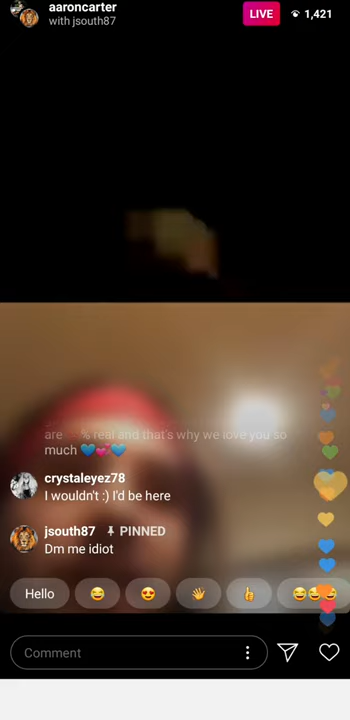 aaroncarter
with jsouth87
LIVE
1,421
are % real and that's why we love you so
much 💙💞💙
crystaleyez78
I wouldn't :) I'd be here
jsouth87 PINNED
Dm me idiot
Hello 😂 😍 👋 👍 😂😂😂
Comment